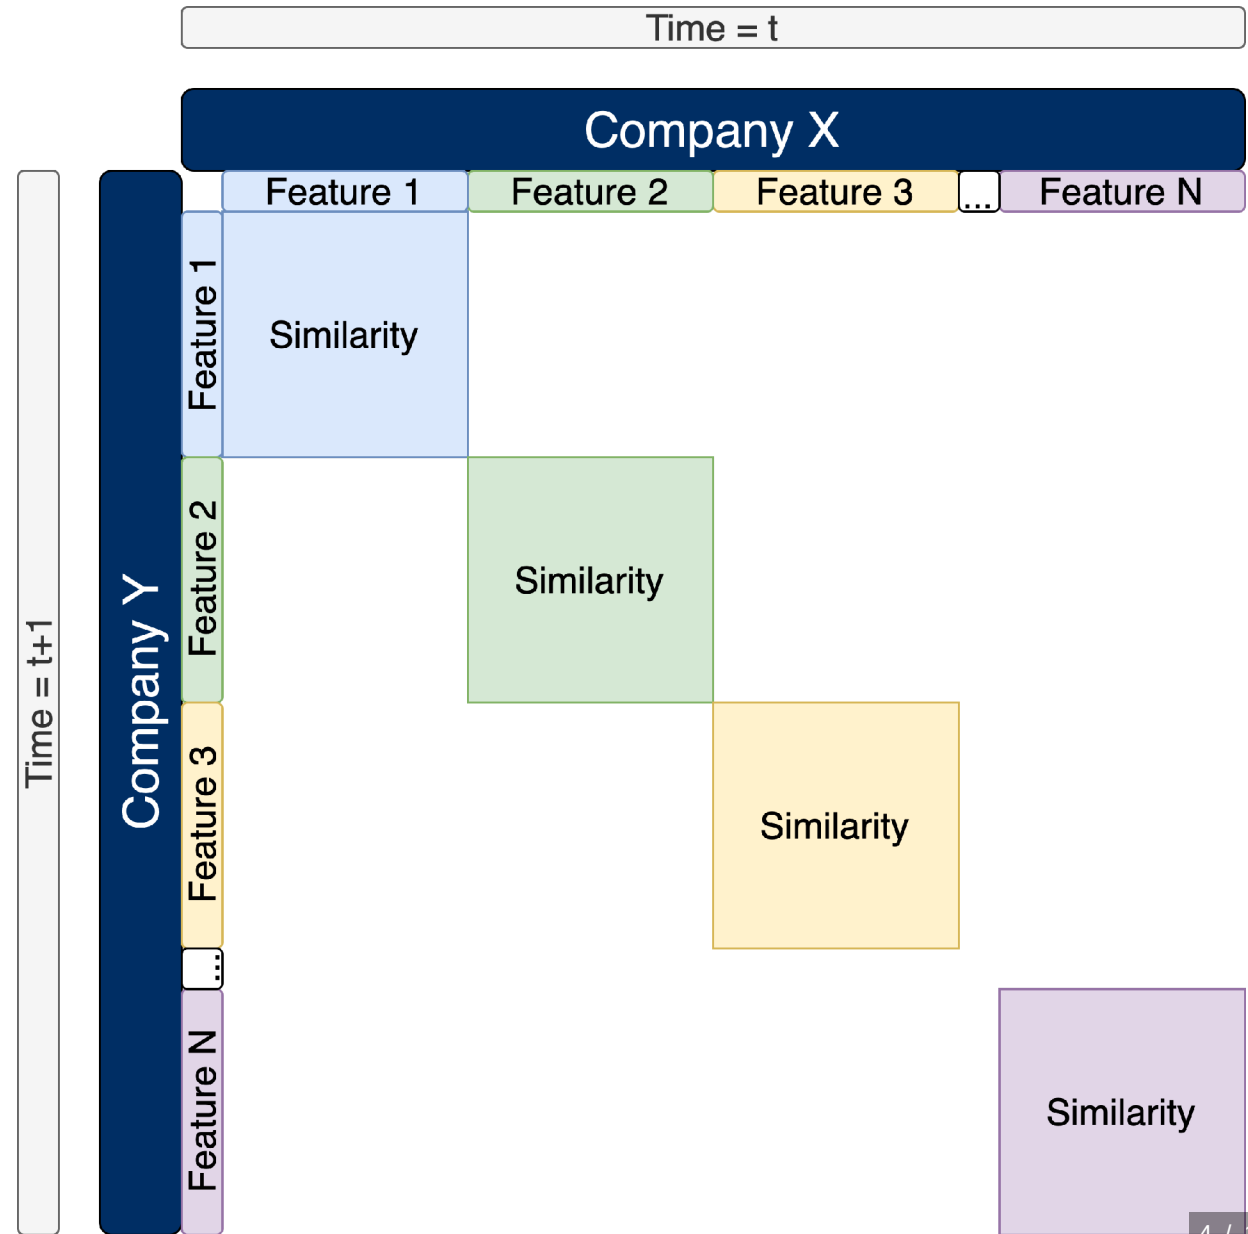 Time = t
Company X
Feature 1
Feature 2
Feature 3
...
Feature N
Time = t+1
Company Y
Feature 1
Similarity
Feature 2
Similarity
Feature 3
Similarity
...
Feature N
Similarity
4 /